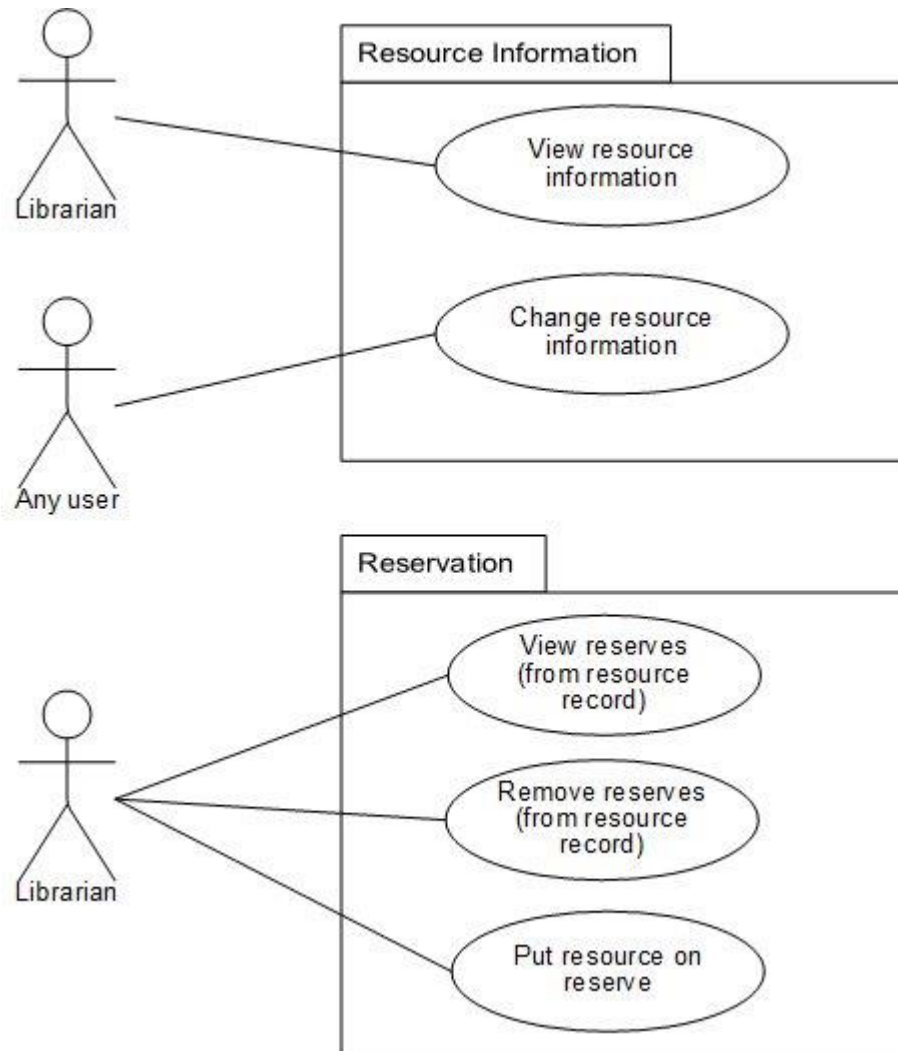 Resource Information
View resource
information
Librarian
Change resource
information
Any user
Reservation
View reserves
(from resource
record)
Remove reserves
(from resource
record)
Librarian
Put resource on
reserve